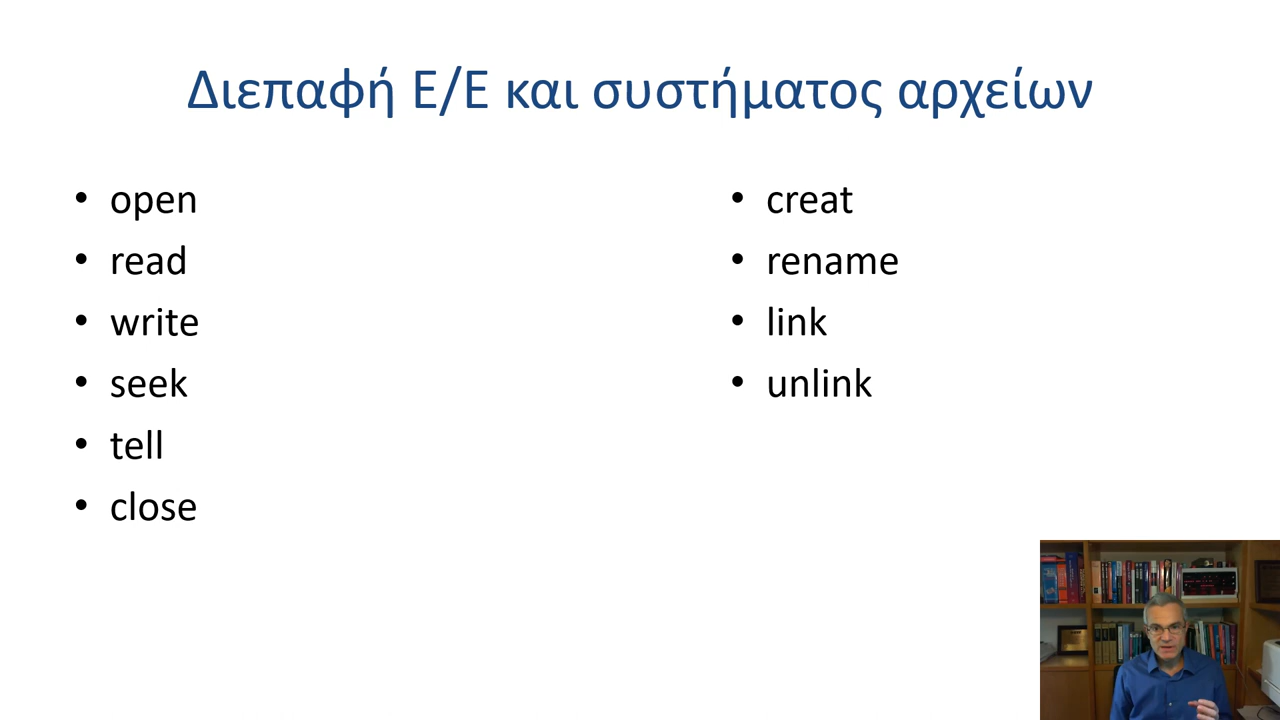 Διεπαφή Ε/Ε και συστήματος αρχείων
• open
• read
• write
• seek
• tell
• close
• creat
• rename
• link
• unlink